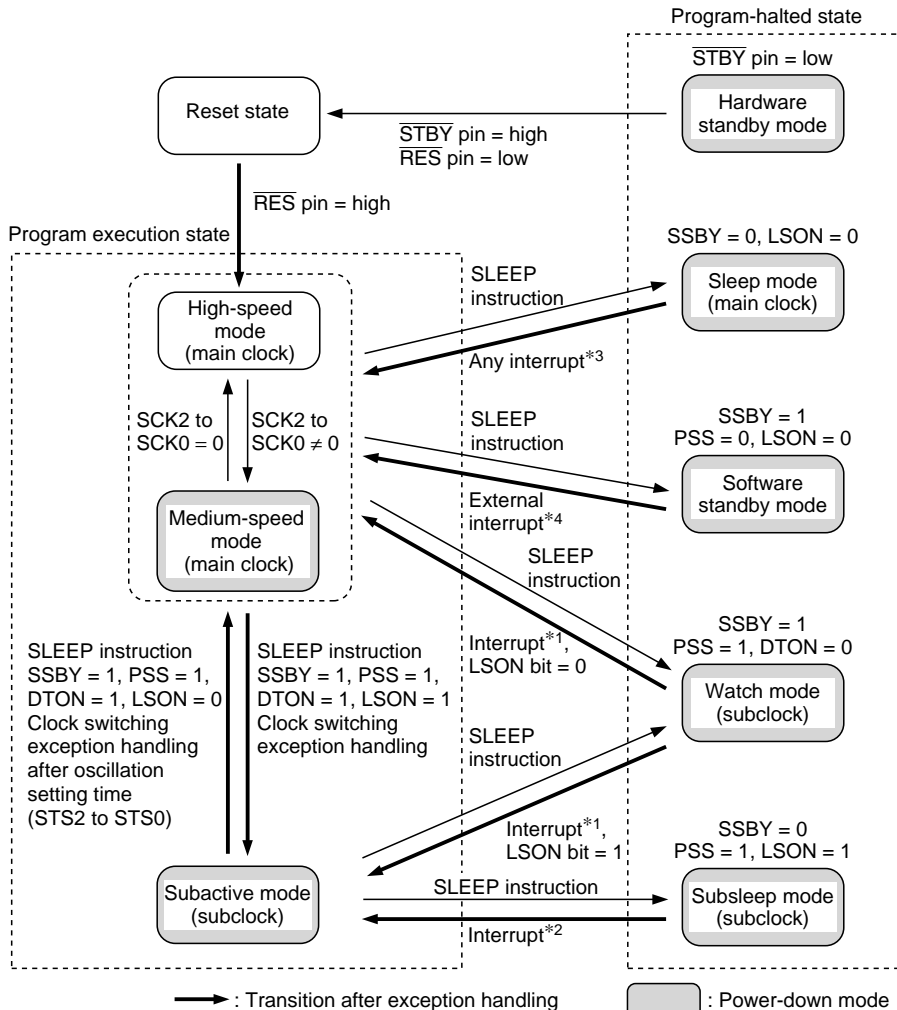 Program-halted state
STBY pin = low
Hardware
standby mode
Reset state
STBY pin = high
RES pin = low
RES pin = high
Program execution state
SSBY = 0, LSON = 0
Sleep mode
(main clock)
SLEEP
instruction
Any interrupt*3
High-speed
mode
(main clock)
SCK2 to
SCK0 = 0
SCK2 to
SCK0 ≠ 0
SLEEP
instruction
External
interrupt*4
SSBY = 1
PSS = 0, LSON = 0
Software
standby mode
Medium-speed
mode
(main clock)
SLEEP
instruction
Interrupt*1,
LSON bit = 0
SSBY = 1
PSS = 1, DTON = 0
Watch mode
(subclock)
SLEEP instruction
SSBY = 1, PSS = 1,
DTON = 1, LSON = 0
Clock switching
exception handling
after oscillation
setting time
(STS2 to STS0)
SLEEP instruction
SSBY = 1, PSS = 1,
DTON = 1, LSON = 1
Clock switching
exception handling
SLEEP
instruction
Interrupt*1,
LSON bit = 1
SSBY = 0
PSS = 1, LSON = 1
Subactive mode
(subclock)
SLEEP instruction
Interrupt*2
Subsleep mode
(subclock)
: Transition after exception handling
: Power-down mode